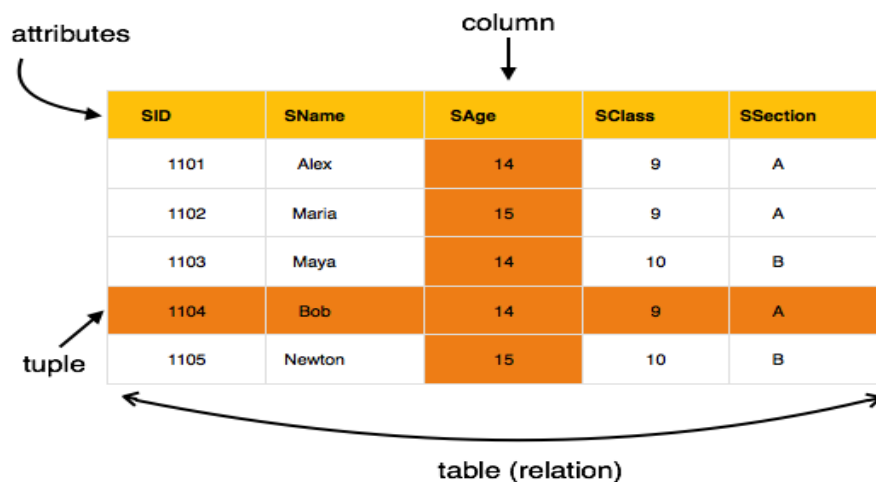 column
attributes
SID SName SAge SClass SSection
1101 Alex 14 9 A
1102 Maria 15 9 A
1103 Maya 14 10 B
1104 Bob 14 9 A
tuple
1105 Newton 15 10 B
table (relation)